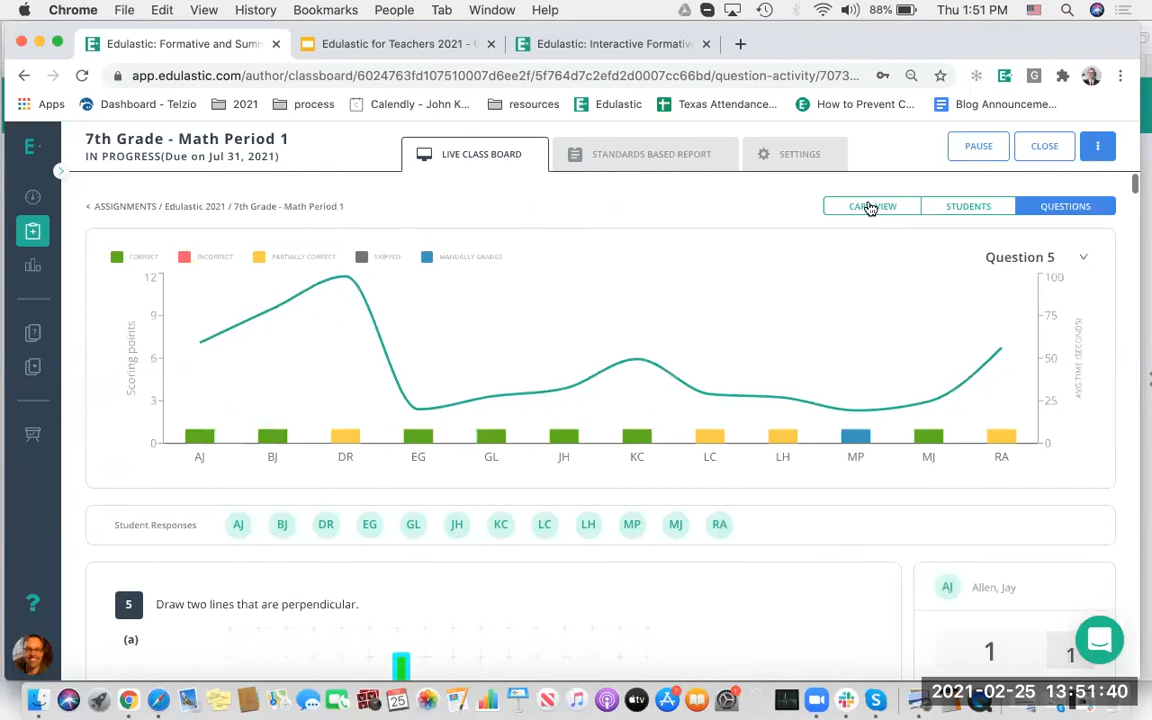 Chrome File Edit View History Bookmarks People Tab Window Help 88% Thu 1:51 PM
Edulastic: Formative and Summ
Edulastic for Teachers 2021 -
Edulastic: Interactive Formativ
app.edulastic.com/author/classboard/6024763fd107510007d6ee2f/5f764d7c2efd2d0007cc66bd/question-activity/7073...
Apps Dashboard - Telzio 2021 process Calendly - John K... resources Edulastic Texas Attendance... How to Prevent C... Blog Announceme...
7th Grade - Math Period 1
IN PROGRESS(Due on Jul 31, 2021)
LIVE CLASS BOARD
STANDARDS BASED REPORT
SETTINGS
PAUSE
CLOSE
< ASSIGNMENTS / Edulastic 2021 / 7th Grade - Math Period 1
VIEW
STUDENTS
QUESTIONS
CORRECT INCORRECT PARTIALLY CORRECT SKIPPED MANUALLY GRADED
Question 5
12
9
6
3
0
Scoring points
100
75
50
25
0
AVG TIME (SECONDS)
AJ BJ DR EG GL JH KC LC LH MP MJ RA
Student Responses AJ BJ DR EG GL JH KC LC LH MP MJ RA
5 Draw two lines that are perpendicular.
(a)
AJ Allen, Jay
1
1
?
2021-02-25 13:51:40